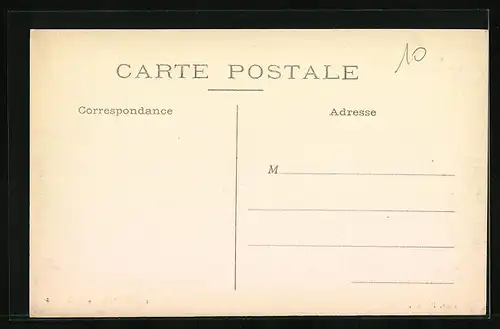 10
CARTE POSTALE
Correspondance
Adresse
M